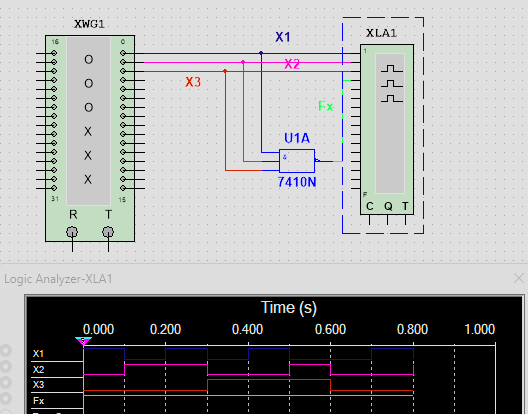 XWG1
X1
XLA1
16
0
1
O
X2
O
X3
O
Fx
X
U1A
X
&
X
7410N
31
15
F
R
T
C
Q
T
Logic Analyzer-XLA1
Time (s)
0.000
0.200
0.400
0.600
0.800
1.000
X1
X2
X3
Fx